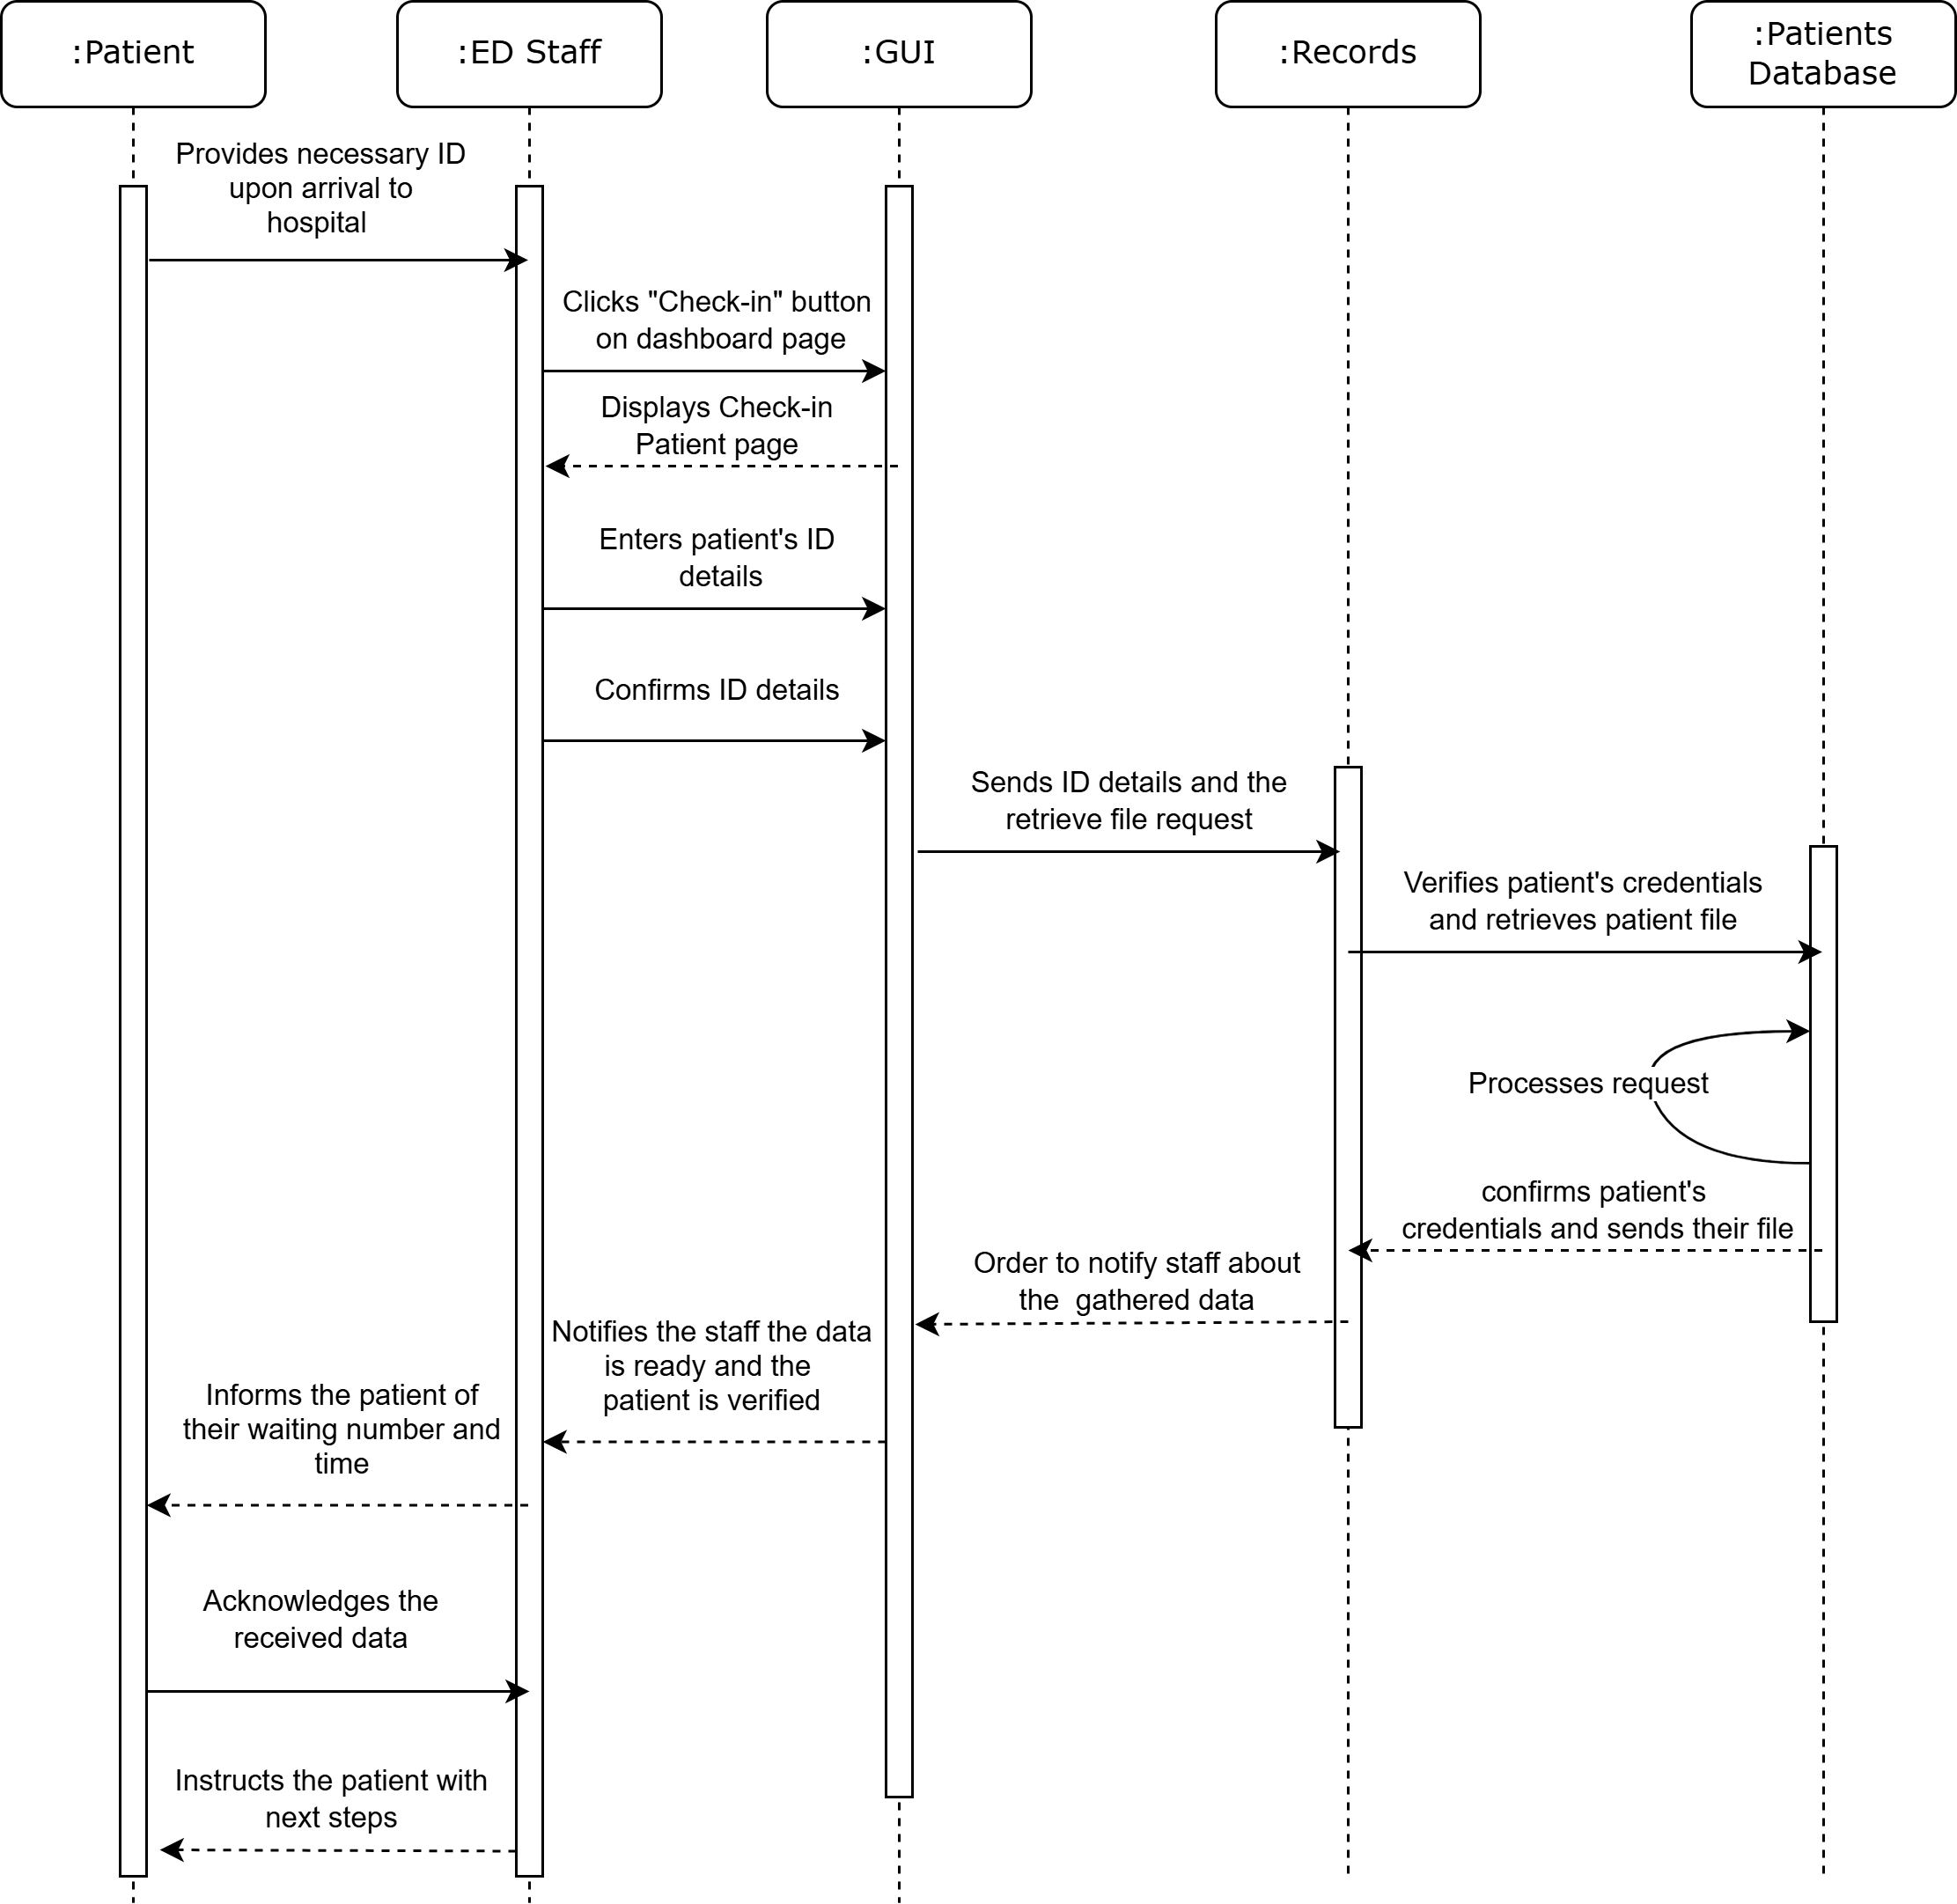 :Patient
:ED Staff
:GUI
:Records
:Patients
Database
Provides necessary ID
upon arrival to
hospital
Clicks "Check-in" button
on dashboard page
Displays Check-in
Patient page
Enters patient's ID
details
Confirms ID details
Sends ID details and the
retrieve file request
Verifies patient's credentials
and retrieves patient file
Processes request
confirms patient's
credentials and sends their file
Order to notify staff about
the  gathered data
Notifies the staff the data
is ready and the
patient is verified
Informs the patient of
their waiting number and
time
Acknowledges the
received data
Instructs the patient with
next steps